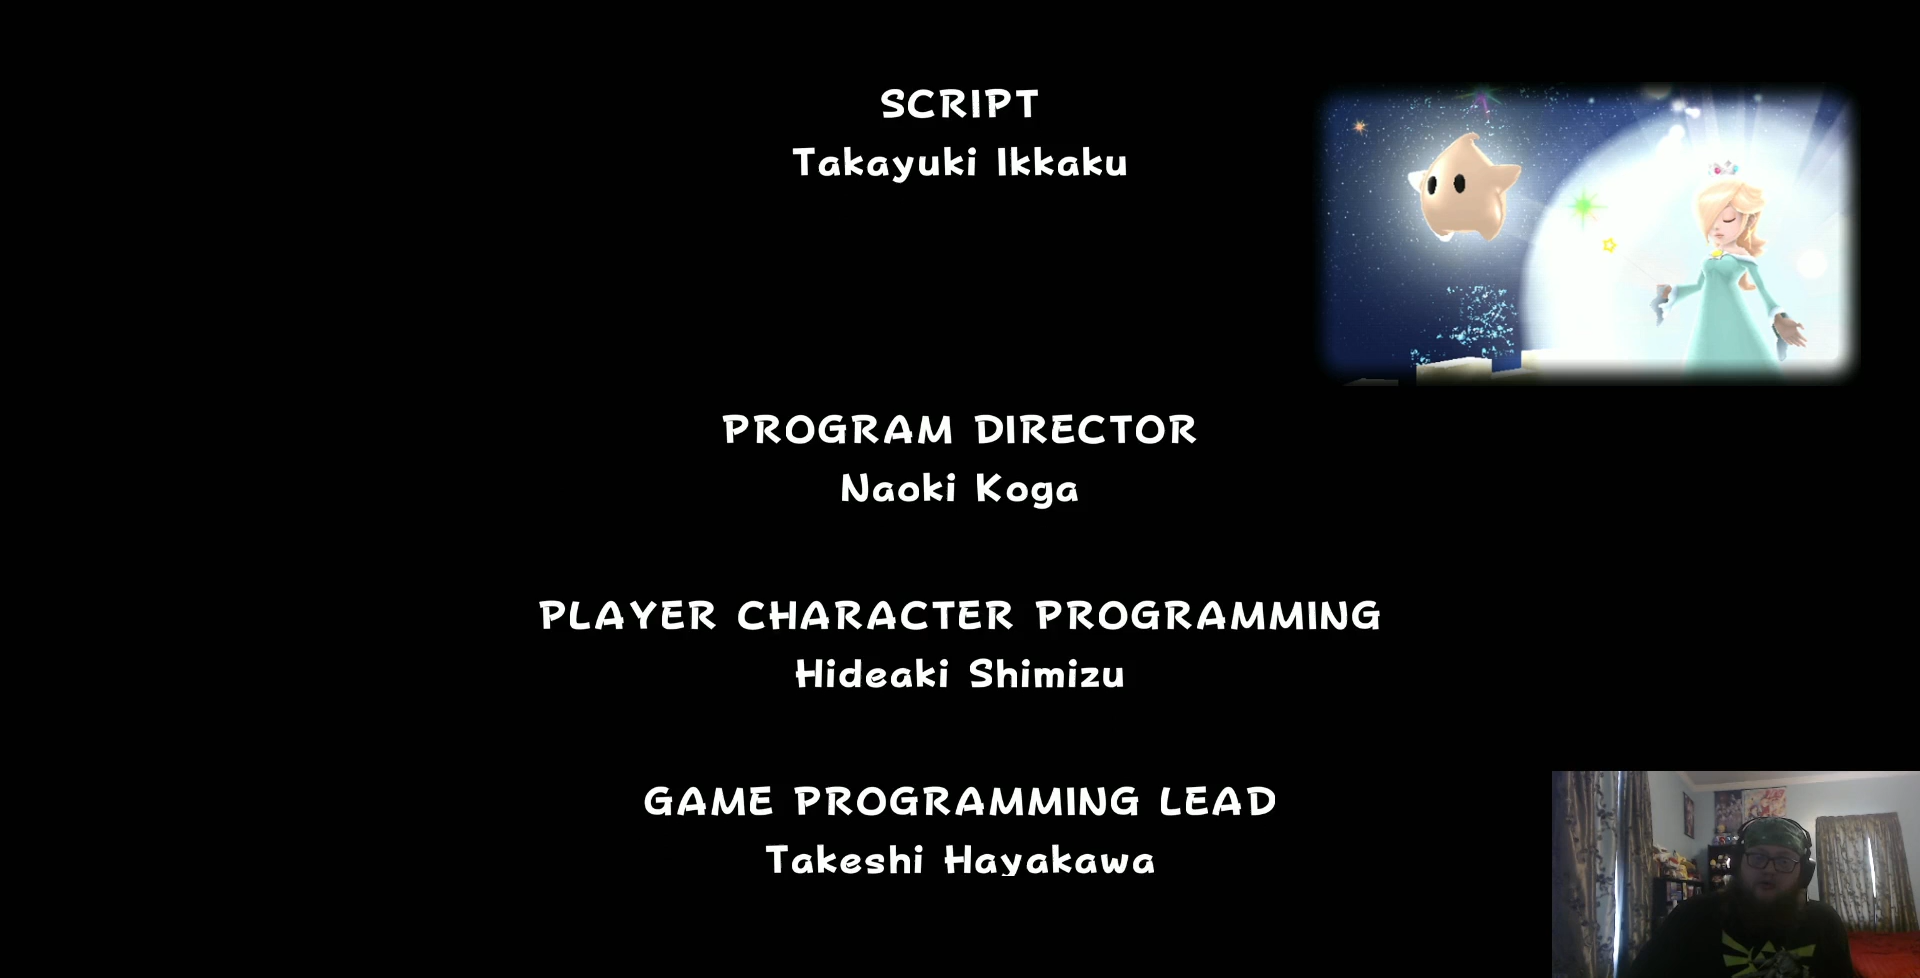 SCRIPT
Takayuki Ikkaku
PROGRAM DIRECTOR
Naoki Koga
PLAYER CHARACTER PROGRAMMING
Hideaki Shimizu
GAME PROGRAMMING LEAD
Takeshi Hayakawa